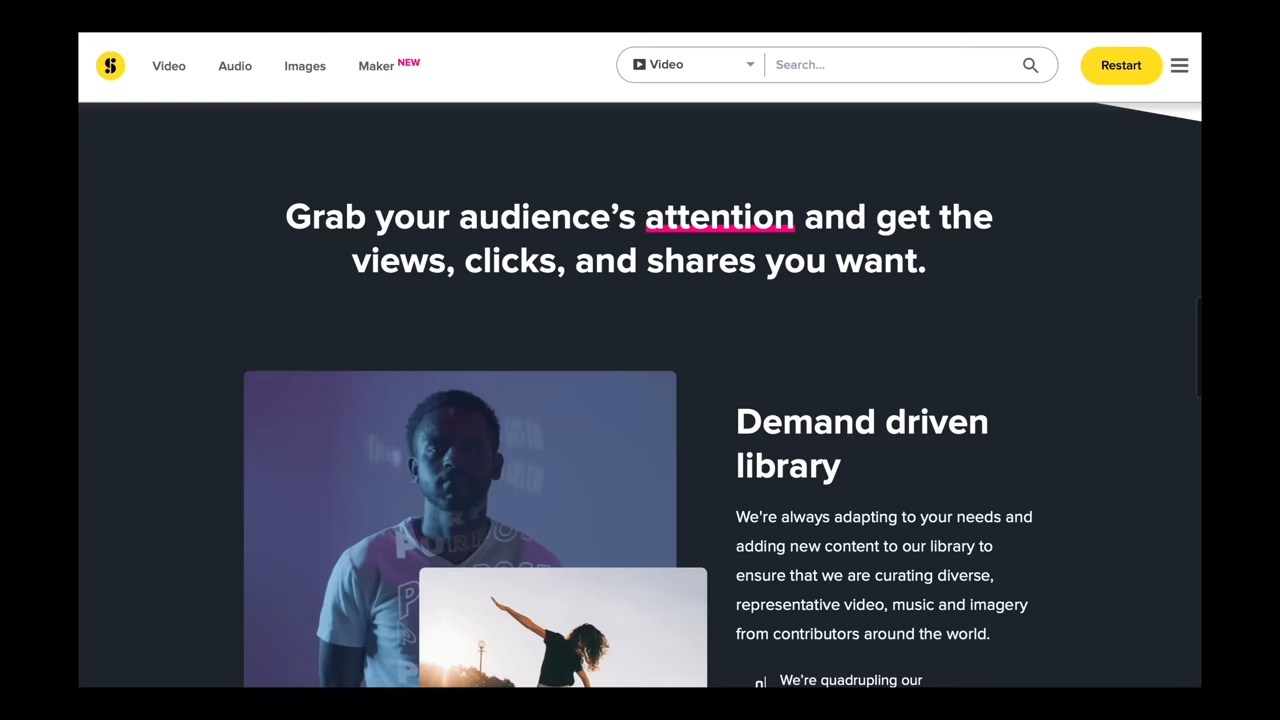 Video
Audio
Images
Maker NEW
Video
Search...
Restart
Grab your audience's attention and get the
views, clicks, and shares you want.
PURPOS
Demand driven
library
We're always adapting to your needs and
adding new content to our library to
ensure that we are curating diverse,
representative video, music and imagery
from contributors around the world.
We're quadrupling our